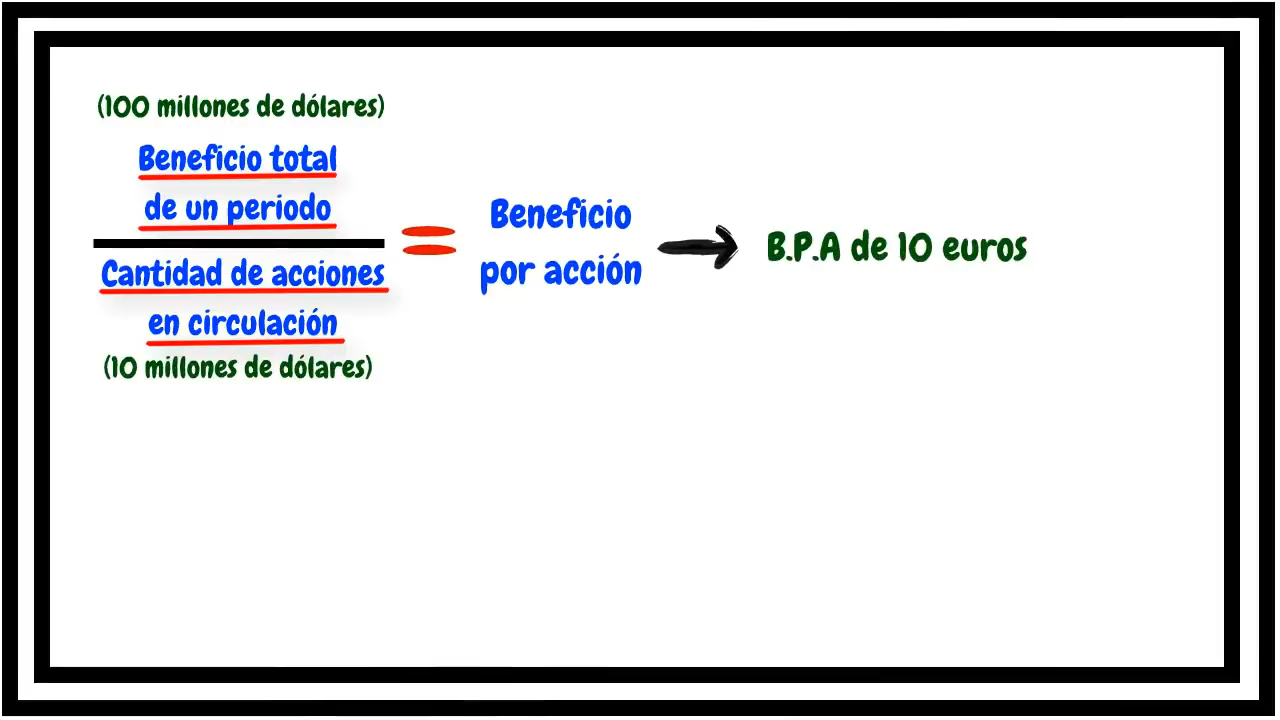 (100 millones de dólares)
Beneficio total
de un periodo
Cantidad de acciones
en circulación
(10 millones de dólares)
=
Beneficio
por acción
B.P.A de 10 euros